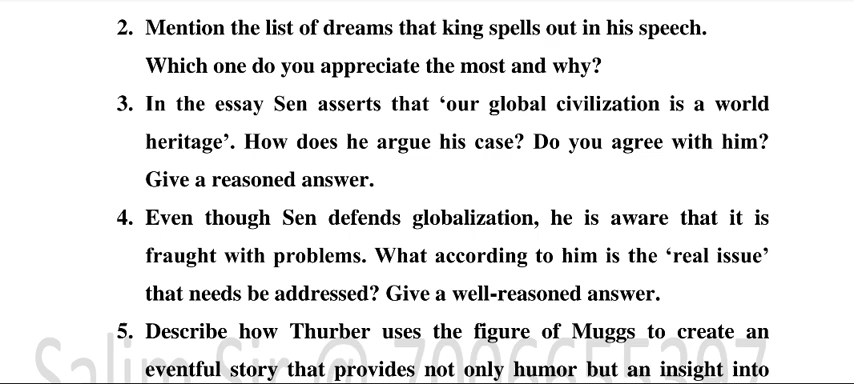 2. Mention the list of dreams that king spells out in his speech.
Which one do you appreciate the most and why?
3. In the essay Sen asserts that ‘our global civilization is a world
heritage’. How does he argue his case? Do you agree with him?
Give a reasoned answer.
4. Even though Sen defends globalization, he is aware that it is
fraught with problems. What according to him is the ‘real issue’
that needs be addressed? Give a well-reasoned answer.
5. Describe how Thurber uses the figure of Muggs to create an
eventful story that provides not only humor but an insight into